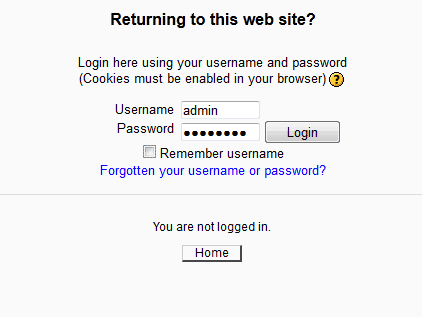 Returning to this web site?
Login here using your username and password
(Cookies must be enabled in your browser) ?
Username admin
Password ●●●●●●●● Login
Remember username
Forgotten your username or password?
You are not logged in.
Home